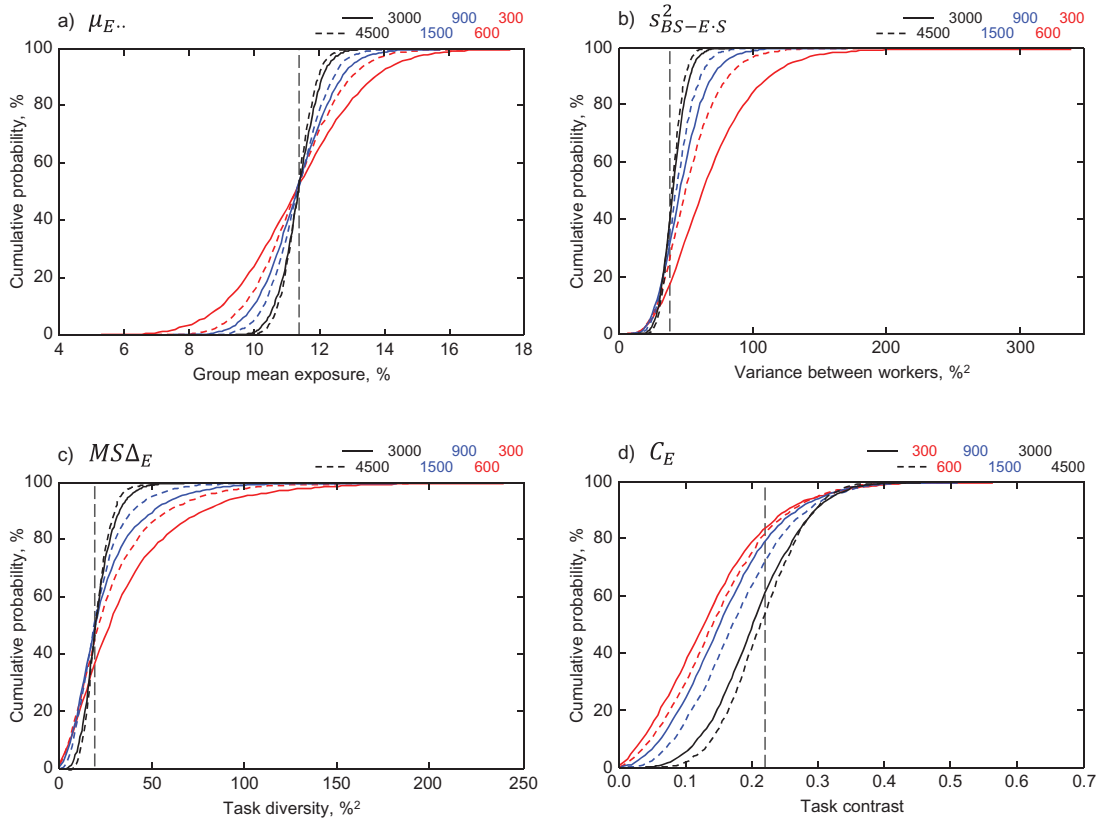 a) μE··
3000 900 300
4500 1500 600
100
80
60
40
20
0
Cumulative probability, %
4 6 8 10 12 14 16 18
Group mean exposure, %
b) s²BS−E·S
3000 900 300
4500 1500 600
100
80
60
40
20
0
Cumulative probability, %
0 100 200 300
Variance between workers, %²
c) MSΔE
3000 900 300
4500 1500 600
100
80
60
40
20
0
Cumulative probability, %
0 50 100 150 200 250
Task diversity, %²
d) CE
300 900 3000
600 1500 4500
100
80
60
40
20
0
Cumulative probability, %
0.0 0.1 0.2 0.3 0.4 0.5 0.6 0.7
Task contrast